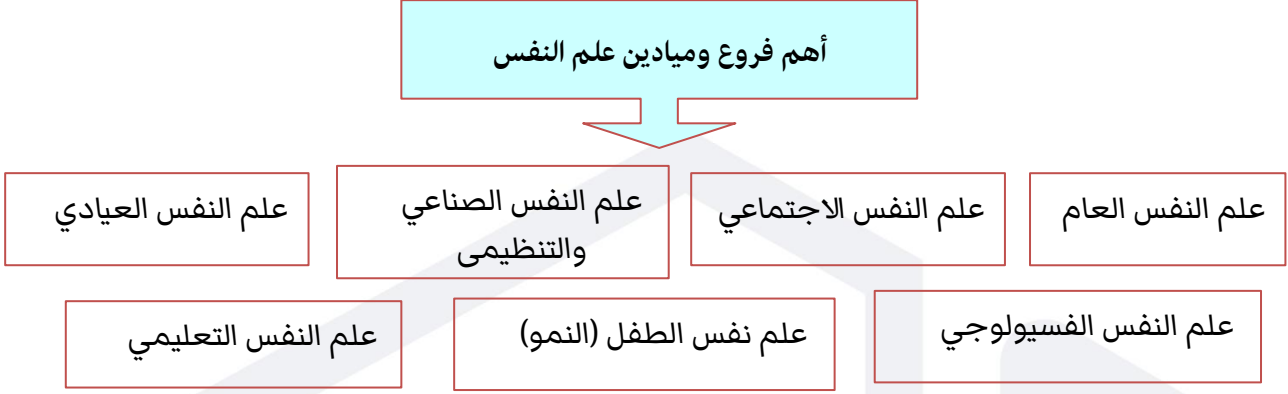 أهم فروع وميادين علم النفس
علم النفس العام
علم النفس الاجتماعي
علم النفس الصناعي
والتنظيمى
علم النفس العيادي
علم النفس الفسيولوجي
علم نفس الطفل (النمو)
علم النفس التعليمي